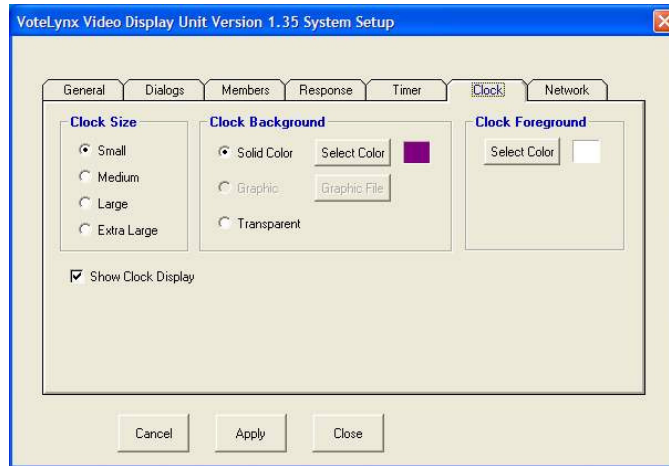 VoteLynx Video Display Unit Version 1.35 System Setup
General Dialogs Members Response Timer Clock Network
Clock Size
Small
Medium
Large
Extra Large
Clock Background
Solid Color Select Color
Graphic Graphic File
Transparent
Clock Foreground
Select Color
Show Clock Display
Cancel Apply Close